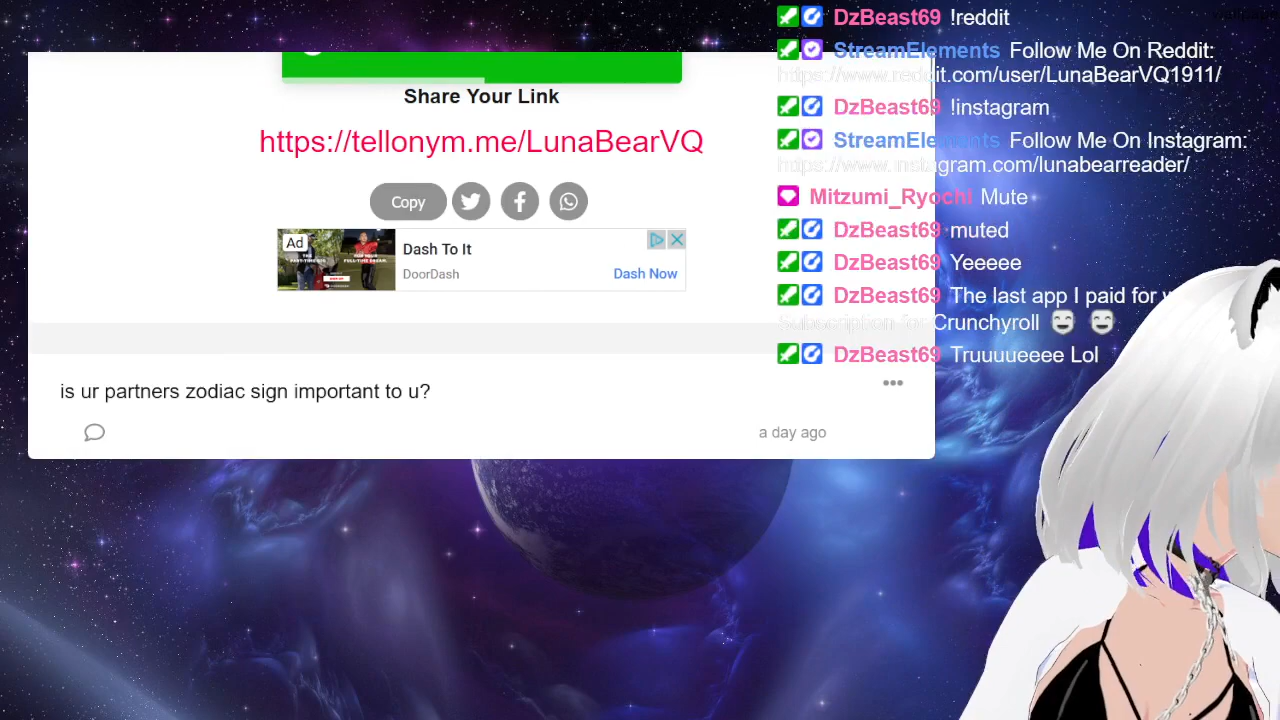 Share Your Link
https://tellonym.me/LunaBearVQ
Copy
Ad
Dash To It
DoorDash
Dash Now
is ur partners zodiac sign important to u?
a day ago
DzBeast69 !reddit
StreamElements Follow Me On Reddit:
https://www.reddit.com/user/LunaBearVQ1911/
DzBeast69 !instagram
StreamElements Follow Me On Instagram:
https://www.instagram.com/lunabearreader/
Mitzumi_Ryochi Mute
DzBeast69 muted
DzBeast69 Yeeeee
DzBeast69 The last app I paid for
Subscription for Crunchyroll
DzBeast69 Truuuueeee Lol